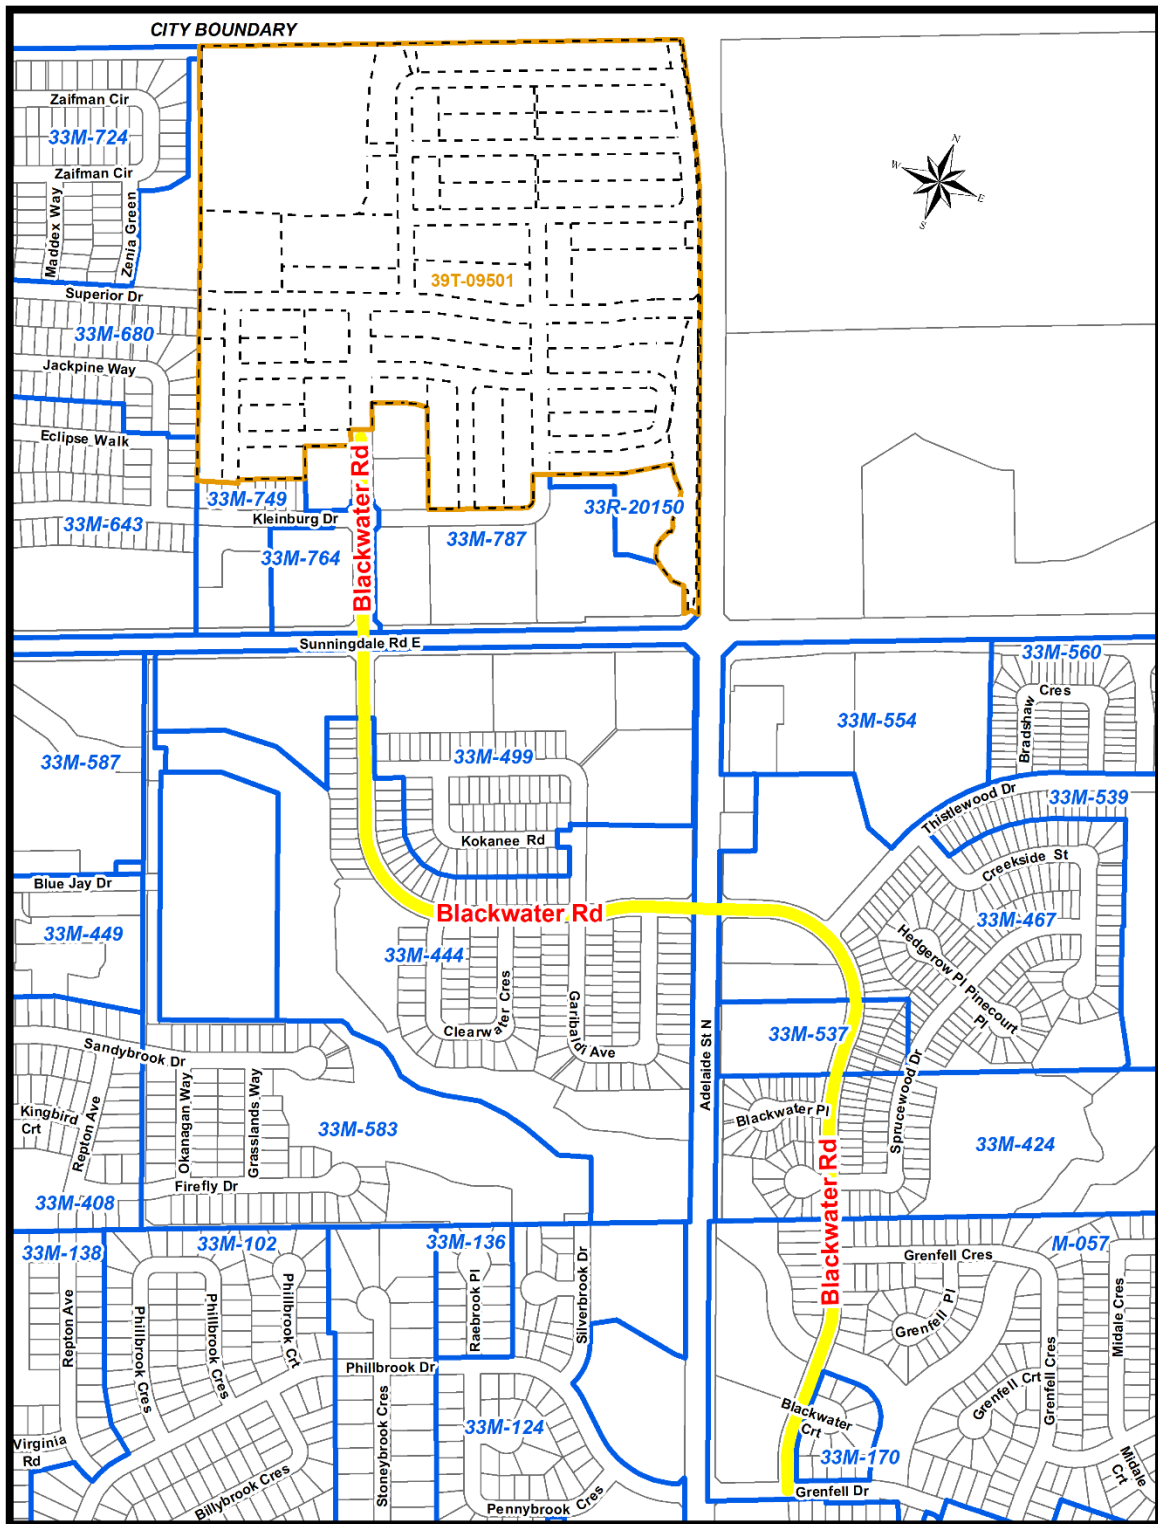 CITY BOUNDARY
Zaifman Cir
33M-724
Zaifman Cir
Maddex Way
Zenia Green
N
W
E
S
Superior Dr
39T-09501
33M-680
Jackpine Way
Eclipse Walk
Blackwater Rd
33M-749
33R-20150
Kleinburg Dr
33M-643
33M-764
33M-787
Sunningdale Rd E
33M-560
Cres
Bradshaw
33M-554
33M-587
33M-499
Thistlewood Dr
33M-539
Kokanee Rd
Creekside St
Blue Jay Dr
Blackwater Rd
33M-467
33M-449
33M-444
Hedgerow Pl
Pinecourt
Pl
Clearwater Cres
Garibaldi Ave
33M-537
Sandybrook Dr
Adelaide St N
Sprucewood Dr
Okanagan Way
Grasslands Way
Kingbird
Crt
Repton Ave
Blackwater Pl
33M-583
33M-424
Blackwater Rd
Firefly Dr
33M-408
33M-138
33M-102
33M-136
M-057
Grenfell Cres
Repton Ave
Phillbrook Cres
Phillbrook Cres
Phillbrook Crt
Raebrook Pl
Silverbrook Dr
Grenfell Pl
Midale Cres
Phillbrook Dr
Grenfell Crt
Grenfell Cres
Stoneybrook Cres
33M-124
Blackwater
Crt
Virginia
Rd
33M-170
Midale
Crt
Billybrook Cres
Pennybrook Cres
Grenfell Dr